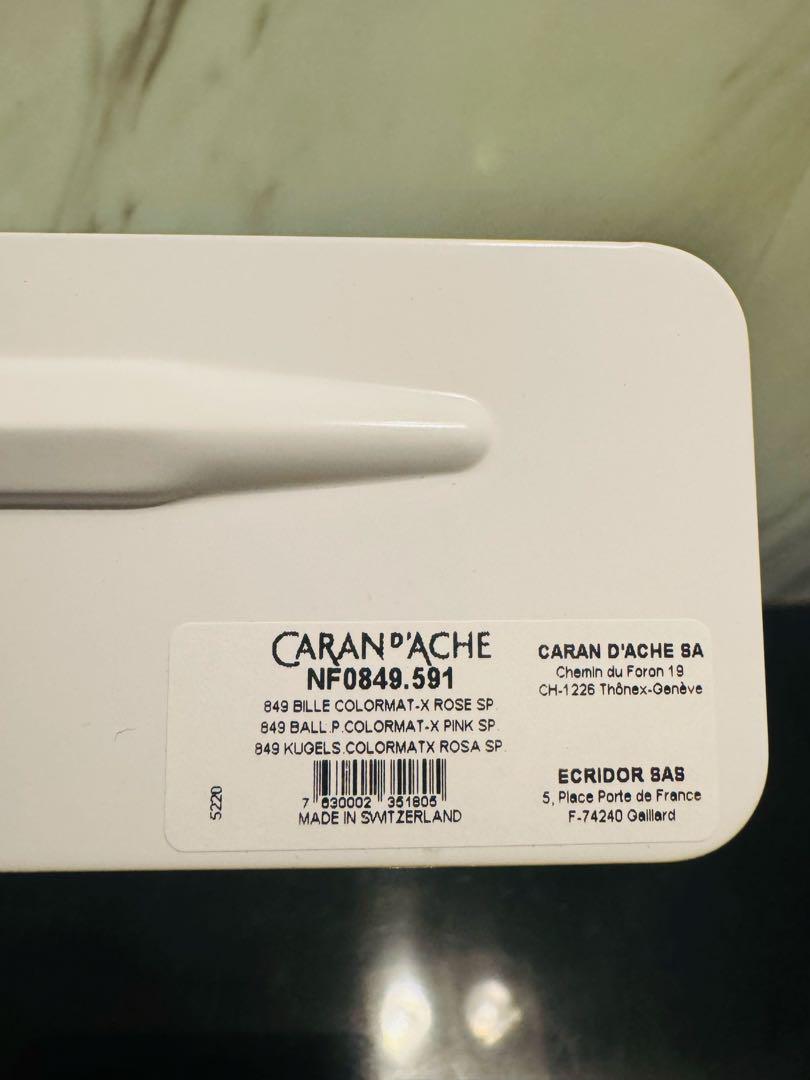 CARAN D'ACHE
NF0849.591
849 BILLE COLORMAT-X ROSE SP.
849 BALL.P.COLORMAT-X PINK SP.
849 KUGELS.COLORMATX ROSA SP.
7 630002 351805
MADE IN SWITZERLAND
5220
CARAN D'ACHE SA
Chemin du Foron 19
CH-1226 Thônex-Genève
ECRIDOR SAS
5, Place Porte de France
F-74240 Gaillard